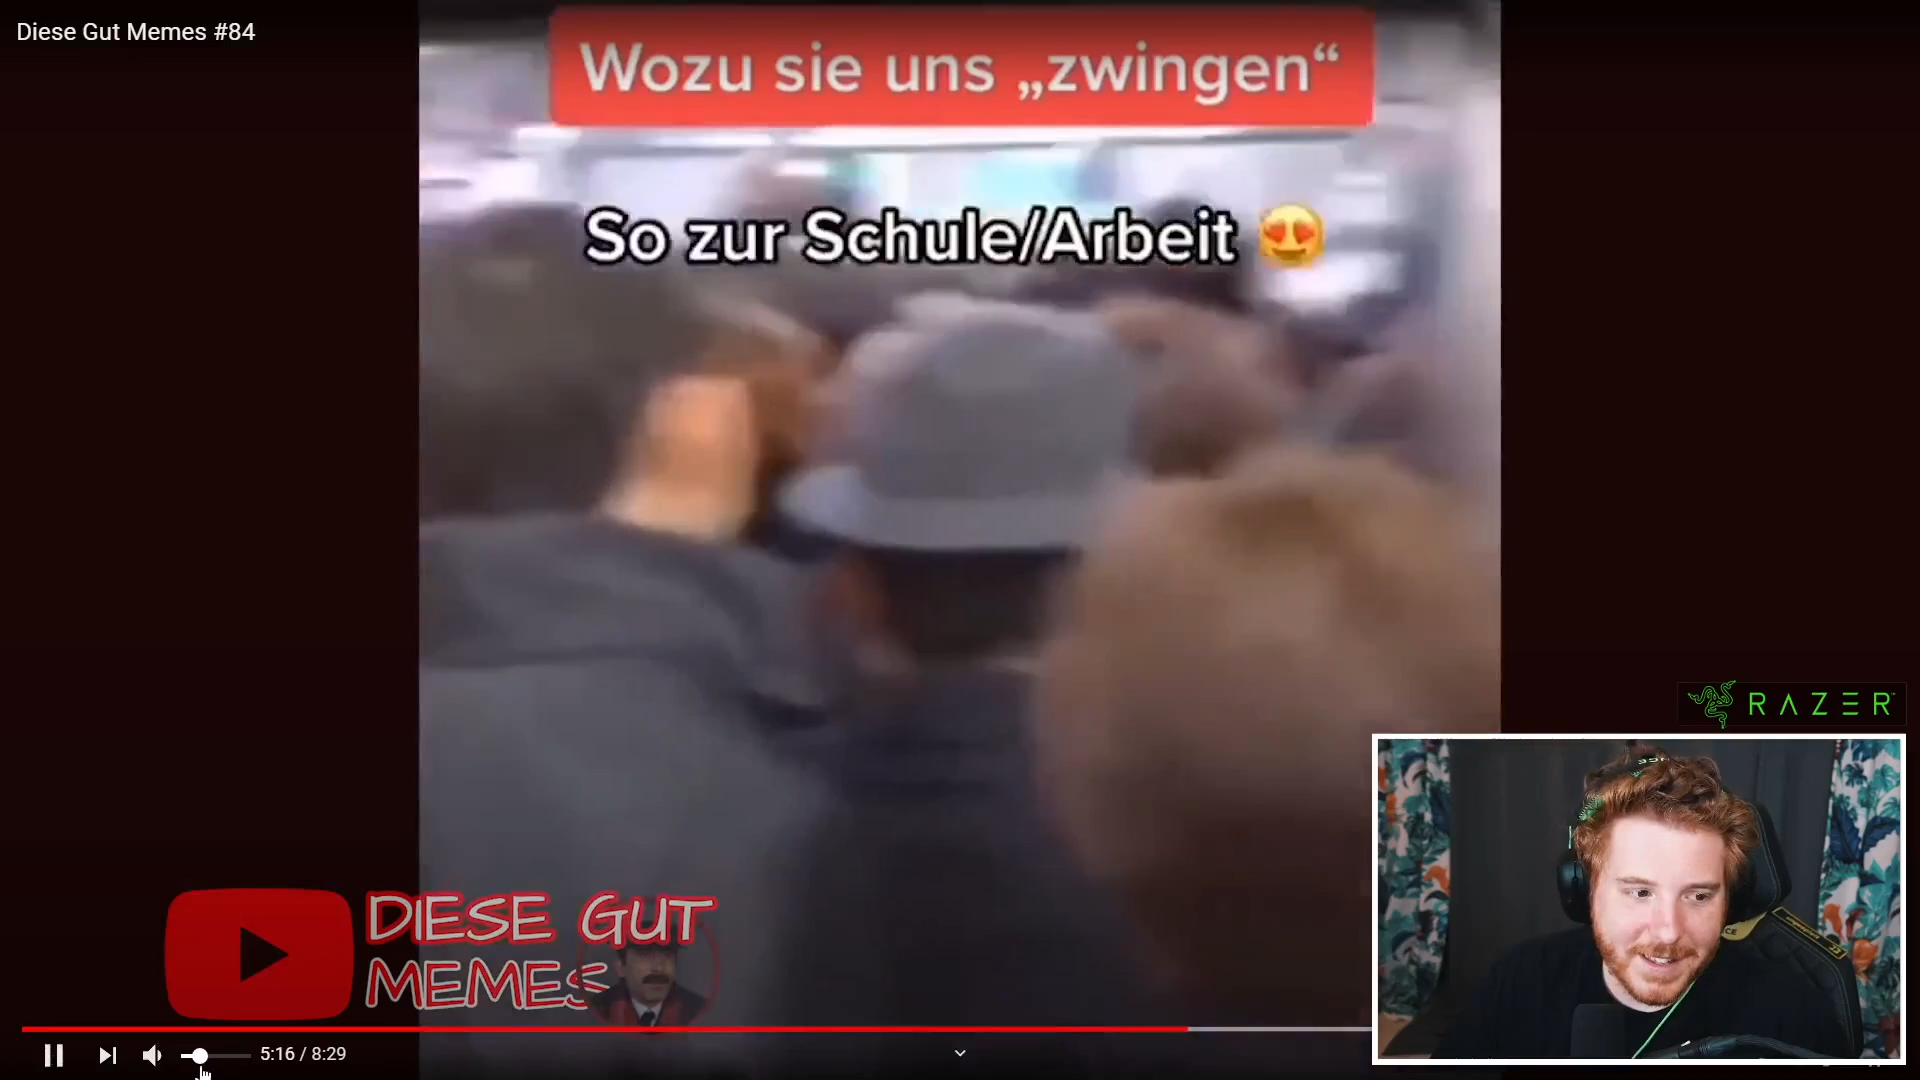 Diese Gut Memes #84
Wozu sie uns „zwingen“
So zur Schule/Arbeit 😍
RAZER
DIESE GUT
MEMES
5:16 / 8:29